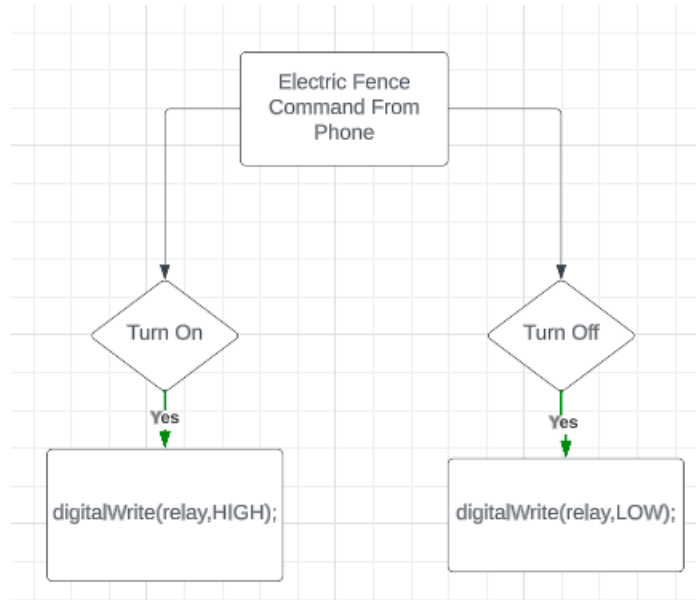 Electric Fence
Command From
Phone
Turn On
Turn Off
Yes
Yes
digitalWrite(relay,HIGH);
digitalWrite(relay,LOW);